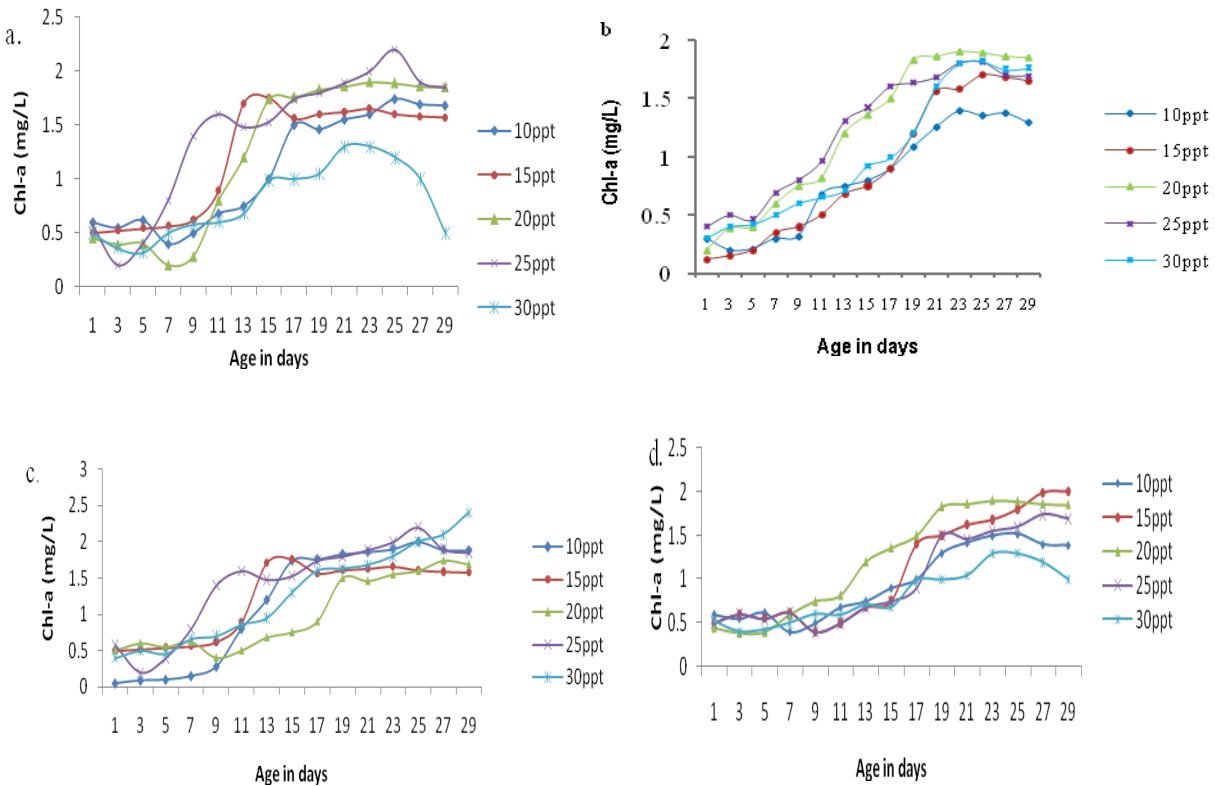 a.
Chl-a (mg/L)
2.5
2
1.5
1
0.5
0
1 3 5 7 9 11 13 15 17 19 21 23 25 27 29
Age in days
10ppt
15ppt
20ppt
25ppt
30ppt
b
Chl-a (mg/L)
2
1.5
1
0.5
0
1 3 5 7 9 11 13 15 17 19 21 23 25 27 29
Age in days
10ppt
15ppt
20ppt
25ppt
30ppt
c.
Chl-a (mg/L)
3
2.5
2
1.5
1
0.5
0
1 3 5 7 9 11 13 15 17 19 21 23 25 27 29
Age in days
10ppt
15ppt
20ppt
25ppt
30ppt
d.
Chl-a (mg/L)
2.5
2
1.5
1
0.5
0
1 3 5 7 9 11 13 15 17 19 21 23 25 27 29
Age in days
10ppt
15ppt
20ppt
25ppt
30ppt